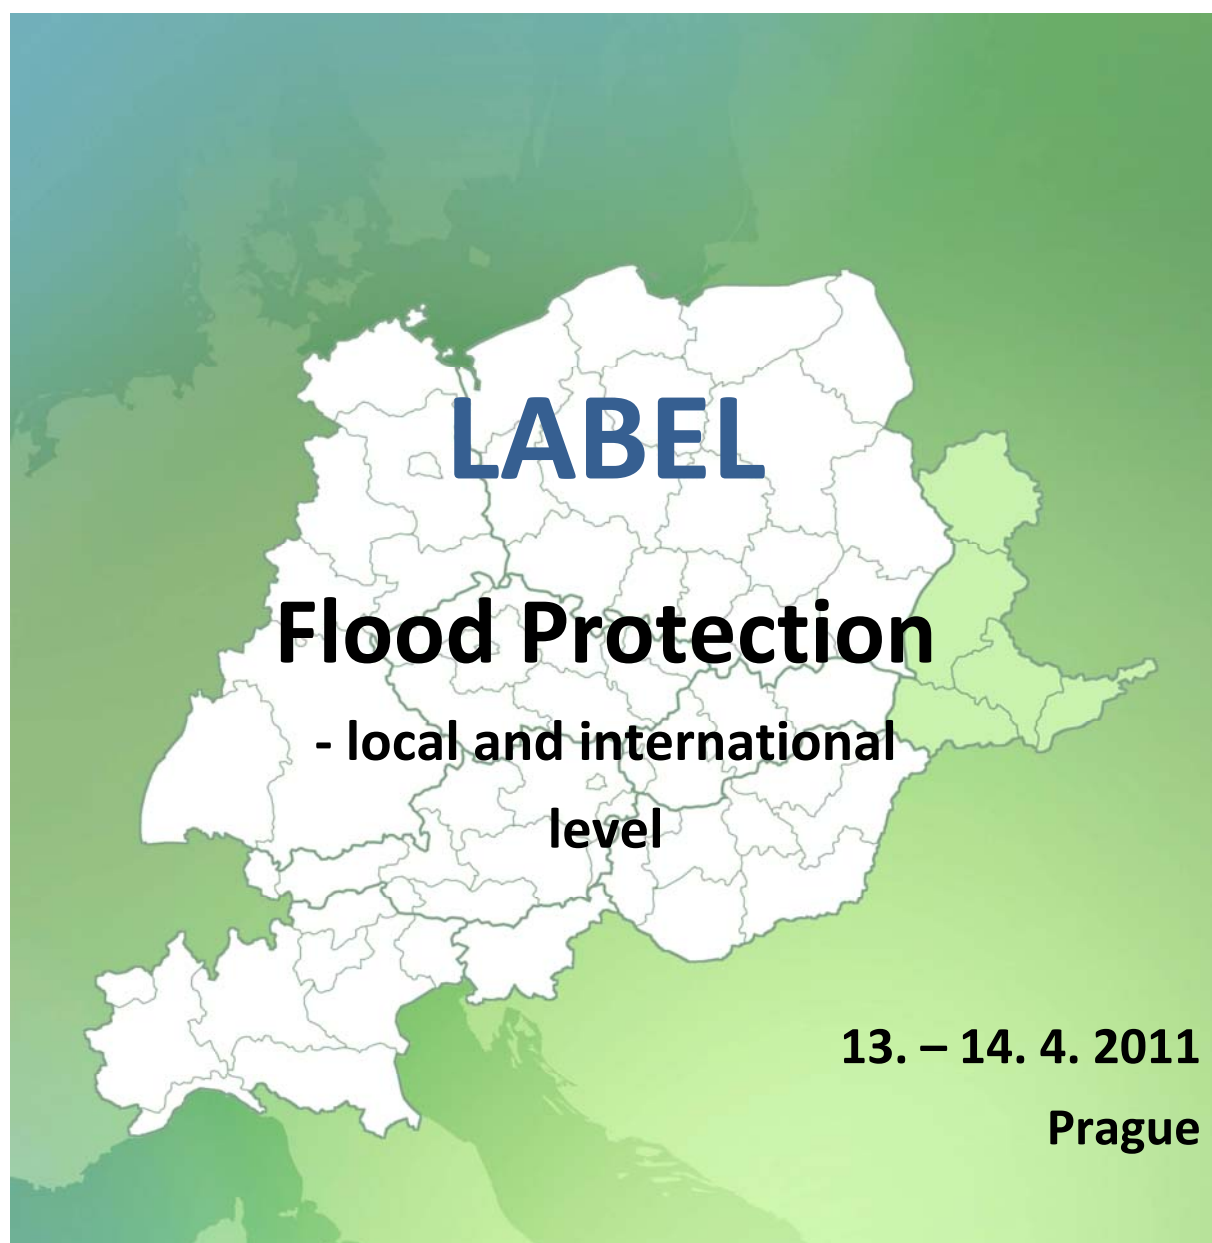 LABEL
Flood Protection
- local and international
level
13. – 14. 4. 2011
Prague